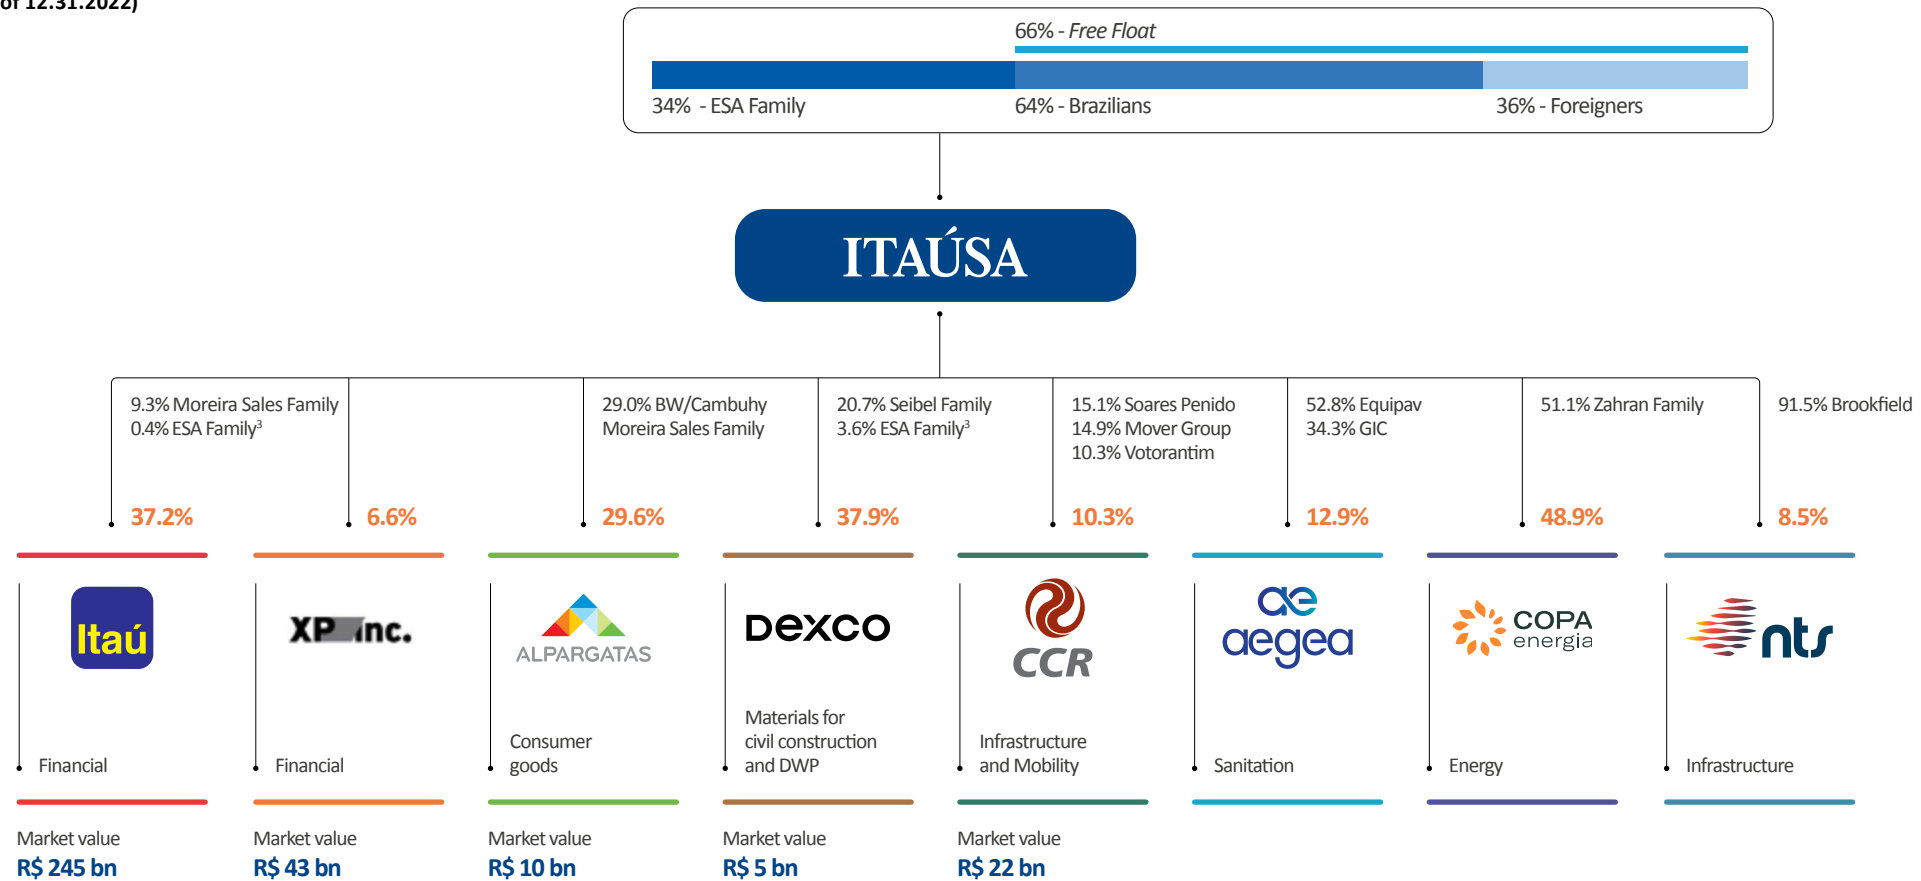 of 12.31.2022)
66% - Free Float
34% - ESA Family
64% - Brazilians
36% - Foreigners
ITAÚSA
9.3% Moreira Sales Family
0.4% ESA Family3
29.0% BW/Cambuhy
Moreira Sales Family
20.7% Seibel Family
3.6% ESA Family3
15.1% Soares Penido
14.9% Mover Group
10.3% Votorantim
52.8% Equipav
34.3% GIC
51.1% Zahran Family
91.5% Brookfield
37.2%
6.6%
29.6%
37.9%
10.3%
12.9%
48.9%
8.5%
Itaú
XP inc.
ALPARGATAS
Dexco
CCR
ae
aegea
COPA
energia
nts
Financial
Financial
Consumer
goods
Materials for
civil construction
and DWP
Infrastructure
and Mobility
Sanitation
Energy
Infrastructure
Market value
R$ 245 bn
Market value
R$ 43 bn
Market value
R$ 10 bn
Market value
R$ 5 bn
Market value
R$ 22 bn